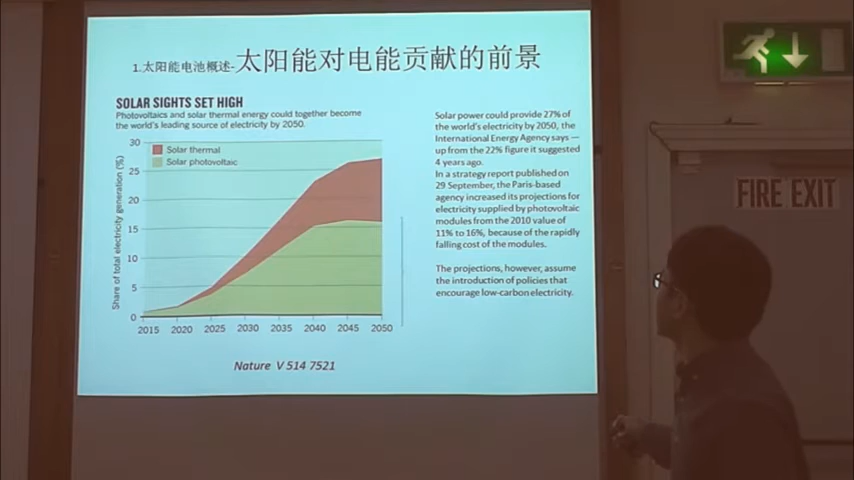 1.太阳能电池概述-太阳能对电能贡献的前景
SOLAR SIGHTS SET HIGH
Photovoltaics and solar thermal energy could together become
the world's leading source of electricity by 2050.
Share of total electricity generation (%)
30
25
20
15
10
5
0
Solar thermal
Solar photovoltaic
2015 2020 2025 2030 2035 2040 2045 2050
Nature V 514 7521
Solar power could provide 27% of
the world's electricity by 2050, the
International Energy Agency says —
up from the 22% figure it suggested
4 years ago.
In a strategy report published on
29 September, the Paris-based
agency increased its projections for
electricity supplied by photovoltaic
modules from the 2010 value of
11% to 16%, because of the rapidly
falling cost of the modules.
The projections, however, assume
the introduction of policies that
encourage low-carbon electricity.
FIRE EXIT